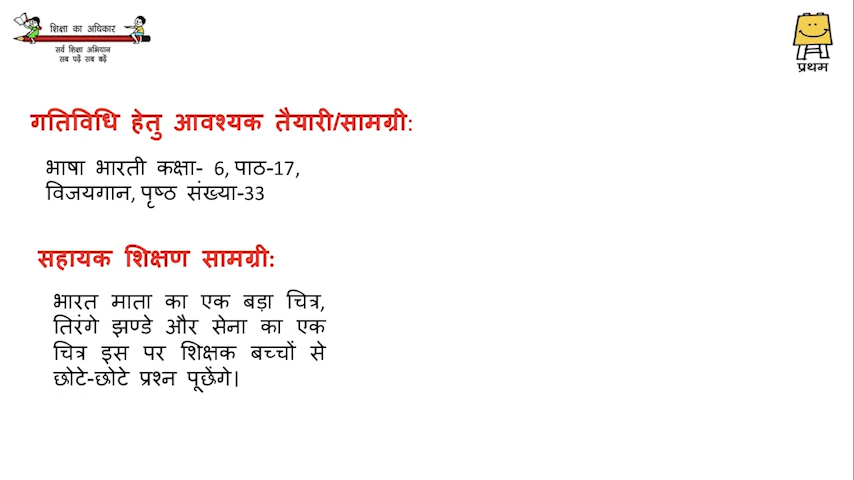 शिक्षा का अधिकार
सर्व शिक्षा अभियान
सब पढ़ें सब बढ़ें
प्रथम
गतिविधि हेतु आवश्यक तैयारी/सामग्री:
भाषा भारती कक्षा- 6, पाठ-17,
विजयगान, पृष्ठ संख्या-33
सहायक शिक्षण सामग्री:
भारत माता का एक बड़ा चित्र,
तिरंगे झण्डे और सेना का एक
चित्र इस पर शिक्षक बच्चों से
छोटे-छोटे प्रश्न पूछेंगे।